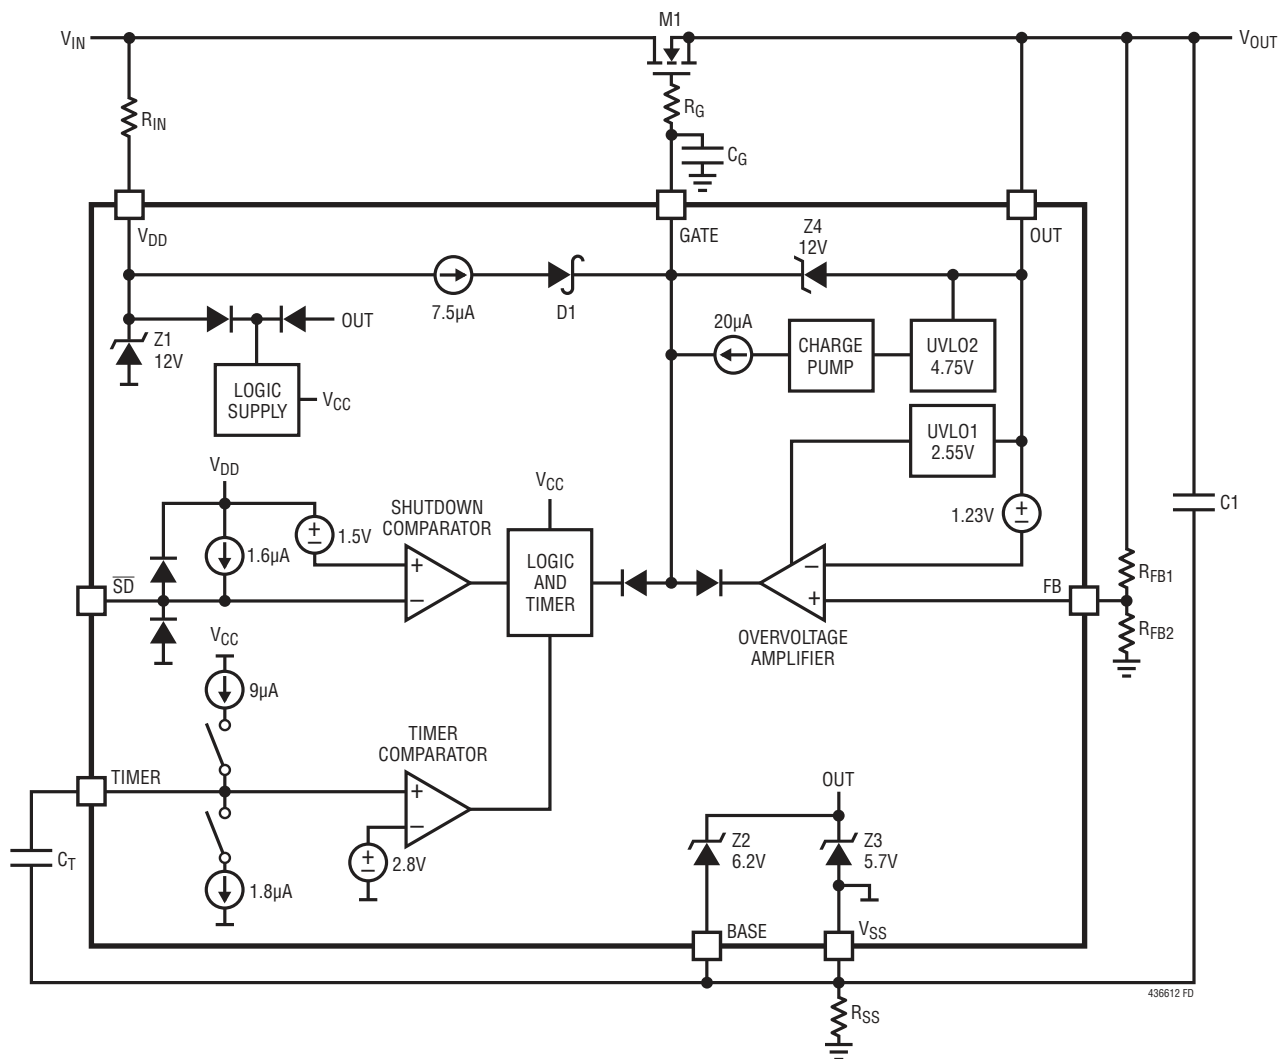 M1
VIN
VOUT
RIN
RG
CG
VDD
GATE
OUT
Z4
12V
7.5µA
D1
OUT
Z1
12V
20µA
CHARGE
PUMP
UVLO2
4.75V
LOGIC
SUPPLY
VCC
UVLO1
2.55V
VDD
SHUTDOWN
COMPARATOR
VCC
1.23V
C1
1.5V
1.6µA
LOGIC
AND
TIMER
SD
FB
RFB1
RFB2
OVERVOLTAGE
AMPLIFIER
VCC
9µA
TIMER
COMPARATOR
TIMER
OUT
CT
2.8V
Z2
6.2V
Z3
5.7V
1.8µA
BASE
VSS
436612 FD
RSS